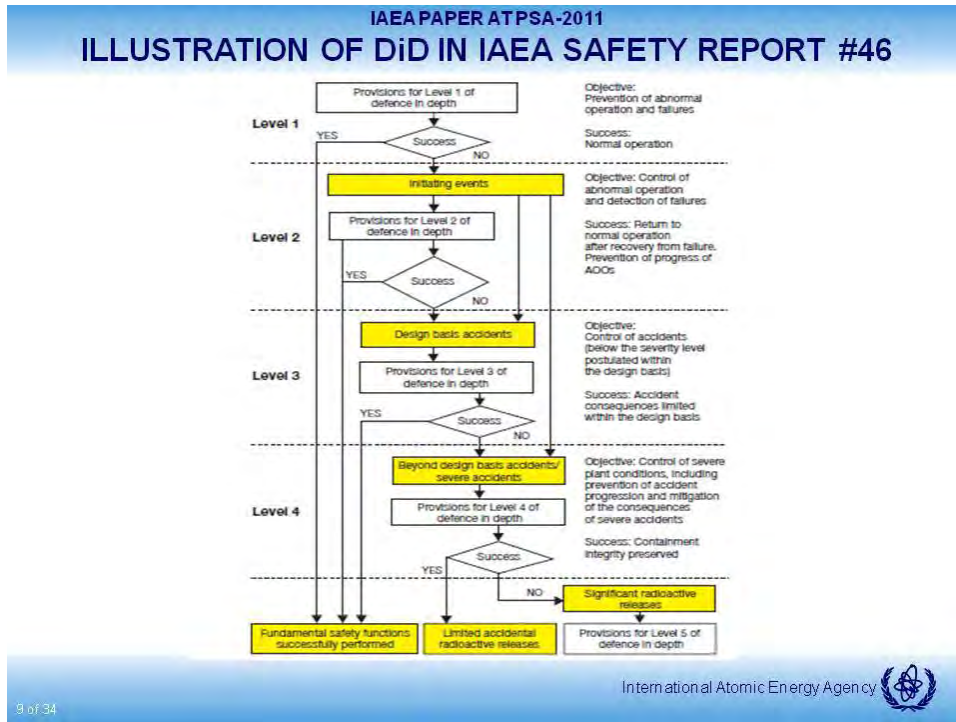 IAEA PAPER AT PSA-2011
ILLUSTRATION OF DiD IN IAEA SAFETY REPORT #46
Provisions for Level 1 of
defence in depth
Objective:
Prevention of abnormal
operation and failures
Level 1
YES
Success
NO
Success:
Normal operation
Initiating events
Objective: Control of
abnormal operation
and detection of failures
Provisions for Level 2 of
defence in depth
Level 2
Success: Return to
normal operation
after recovery from failure.
Prevention of progress of
AOOs
YES
Success
NO
Design basis accidents
Objective:
Control of accidents
(below the severity level
postulated within
the design basis)
Level 3
Provisions for Level 3 of
defence in depth
Success: Accident
consequences limited
within the design basis
YES
Success
NO
Beyond design basis accidents/
severe accidents
Objective: Control of severe
plant conditions, including
prevention of accident
progression and mitigation
of the consequences
of severe accidents
Level 4
Provisions for Level 4 of
defence in depth
Success: Containment
integrity preserved
Success
YES
NO
Significant radioactive
releases
Fundamental safety functions
successfully performed
Limited accidental
radioactive releases
Provisions for Level 5 of
defence in depth
International Atomic Energy Agency
9 of 34